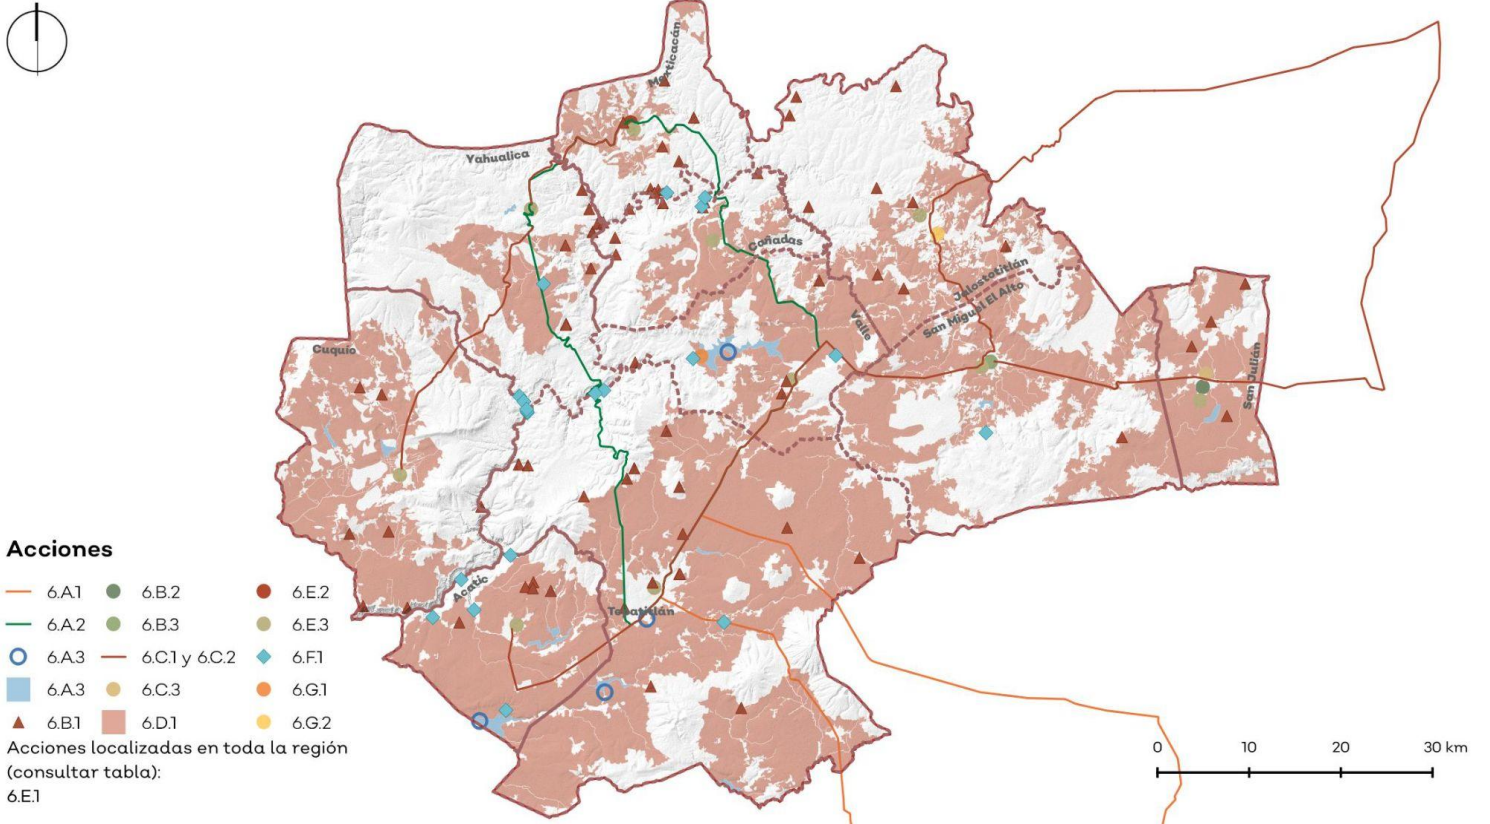 Mexticacán
Yahualica
Cañadas
Jalostotitlán
San Miguel El Alto
Valle
Cuquío
San Julián
Acatic
Tepatitlán
Acciones
6.A.1
6.B.2
6.E.2
6.A.2
6.B.3
6.E.3
6.A.3
6.C.1 y 6.C.2
6.F.1
6.A.3
6.C.3
6.G.1
6.B.1
6.D.1
6.G.2
Acciones localizadas en toda la región
(consultar tabla):
6.E.1
0 10 20 30 km